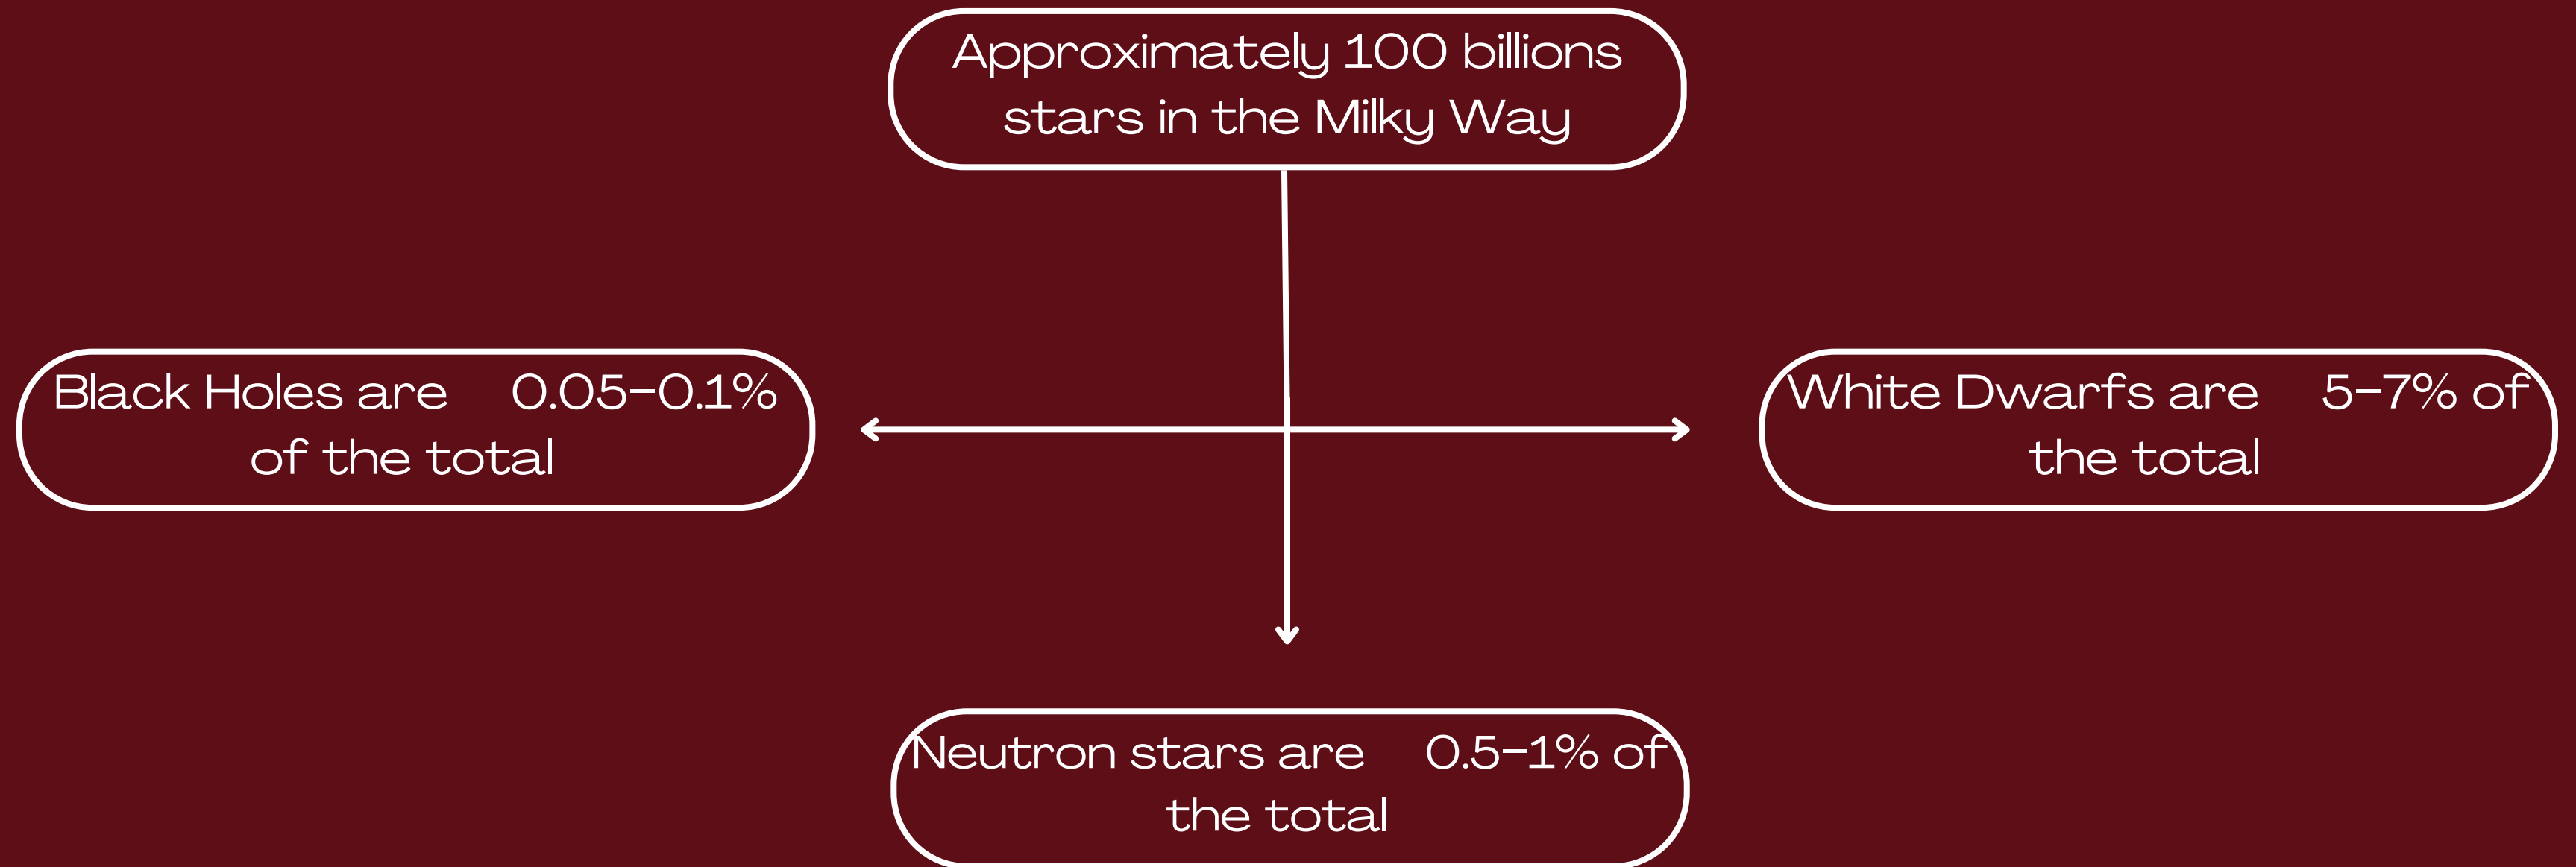 Approximately 100 billions
stars in the Milky Way
Black Holes are 0.05-0.1%
of the total
White Dwarfs are 5-7% of
the total
Neutron stars are 0.5-1% of
the total